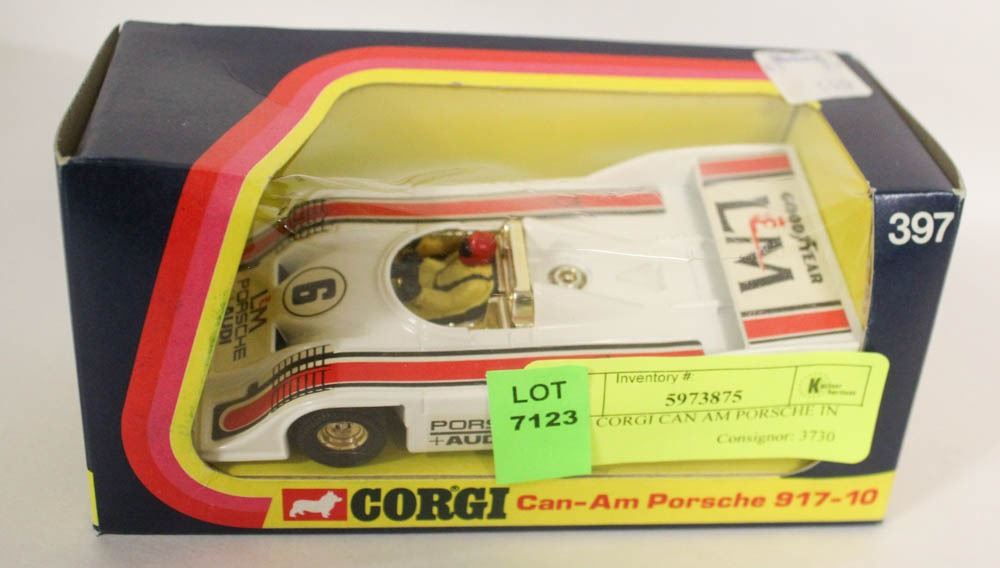 397
L&M
GOODYEAR
6
L&M
PORSCHE
AUDI
PORS
+AUD
LOT
7123
Inventory #:
5973875
CORGI CAN AM PORSCHE IN
Consignor: 3730
CORGI Can-Am Porsche 917-10